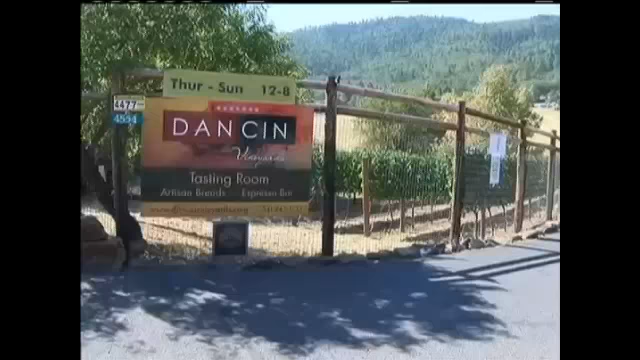 Thur - Sun 12-8
4477
4554
DANCIN
Vineyards
Tasting Room
Artisan Breads Espresso Bar